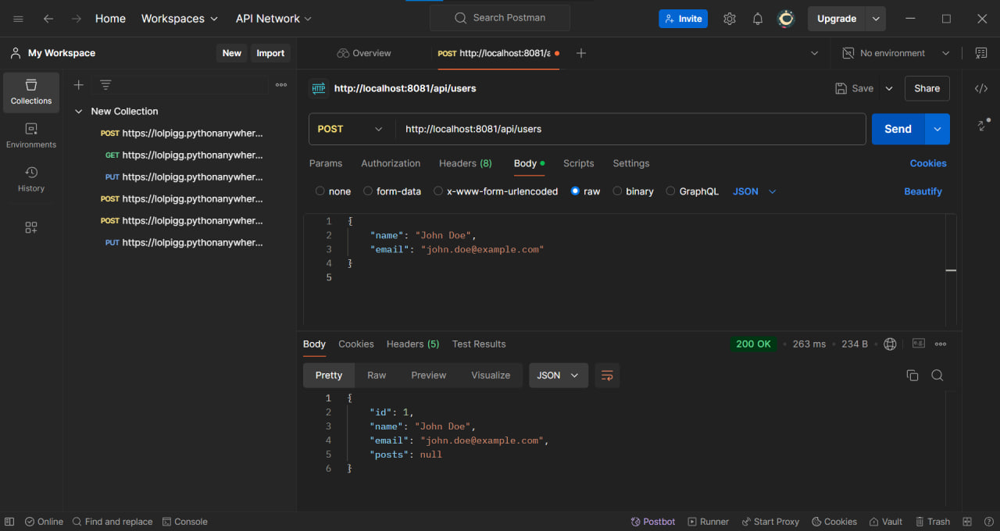 Home Workspaces API Network Search Postman Invite Upgrade
My Workspace New Import Overview POST http://localhost:8081/a No environment
Collections
Environments
History
New Collection
POST https://lolpigg.pythonanywher...
GET https://lolpigg.pythonanywher...
PUT https://lolpigg.pythonanywher...
POST https://lolpigg.pythonanywher...
POST https://lolpigg.pythonanywher...
PUT https://lolpigg.pythonanywher...
HTTP http://localhost:8081/api/users Save Share
POST http://localhost:8081/api/users Send
Params Authorization Headers (8) Body Scripts Settings Cookies
none form-data x-www-form-urlencoded raw binary GraphQL JSON Beautify
1 {
2 "name": "John Doe",
3 "email": "john.doe@example.com"
4 }
5
Body Cookies Headers (5) Test Results 200 OK 263 ms 234 B e.g.
Pretty Raw Preview Visualize JSON
1 {
2 "id": 1,
3 "name": "John Doe",
4 "email": "john.doe@example.com",
5 "posts": null
6 }
Online Find and replace Console Postbot Runner Start Proxy Cookies Vault Trash